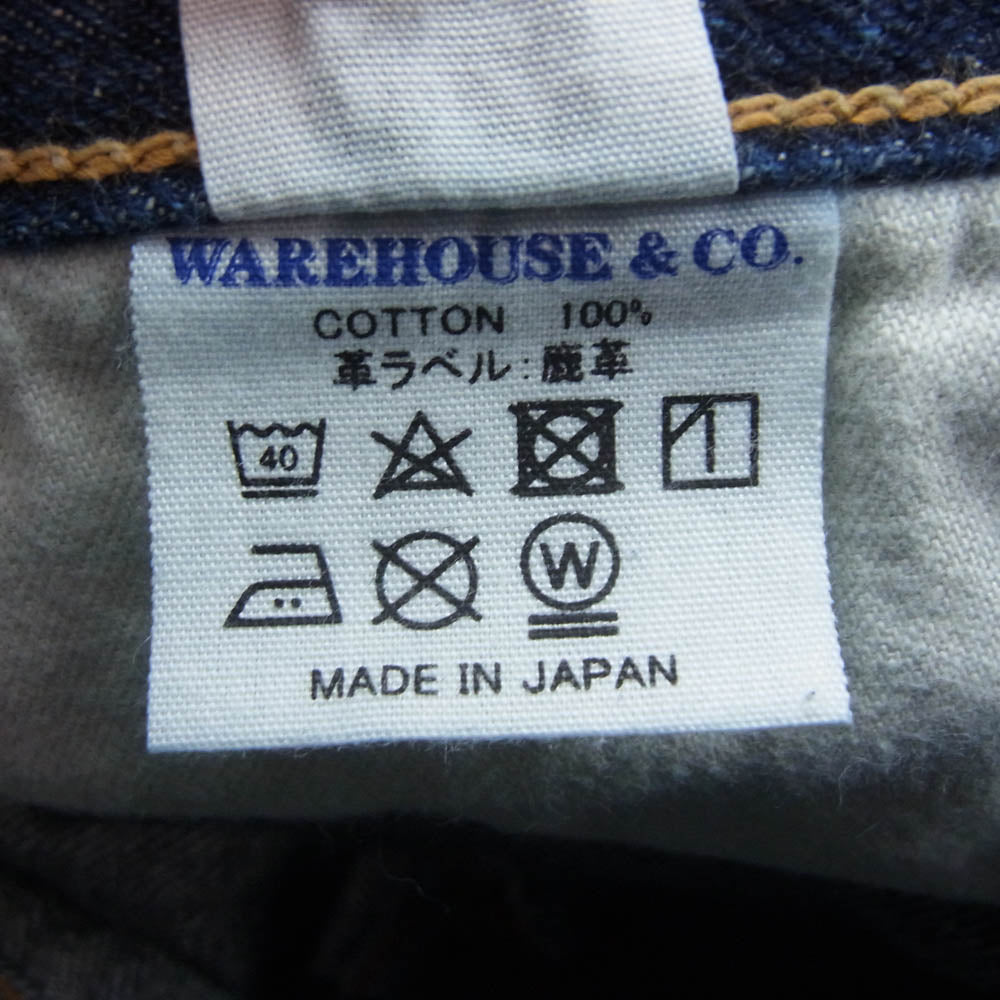 WAREHOUSE & CO.
COTTON 100%
革ラベル：鹿革
40
W
MADE IN JAPAN